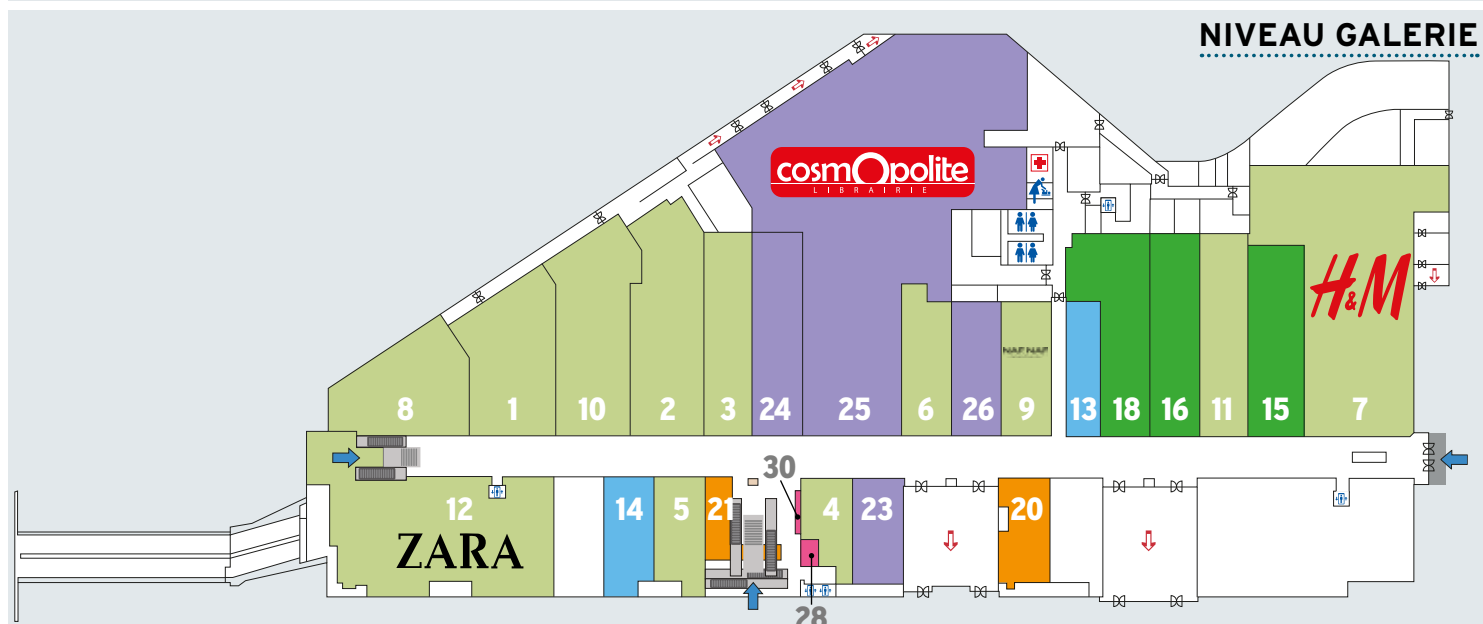 NIVEAU GALERIE
cosmOpolite
LIBRAIRIE
H&M
NAF NAF
8 1 10 2 3 24 25 6 26 9 13 18 16 11 15 7
30
12 14 5 21 4 23 20
ZARA
28